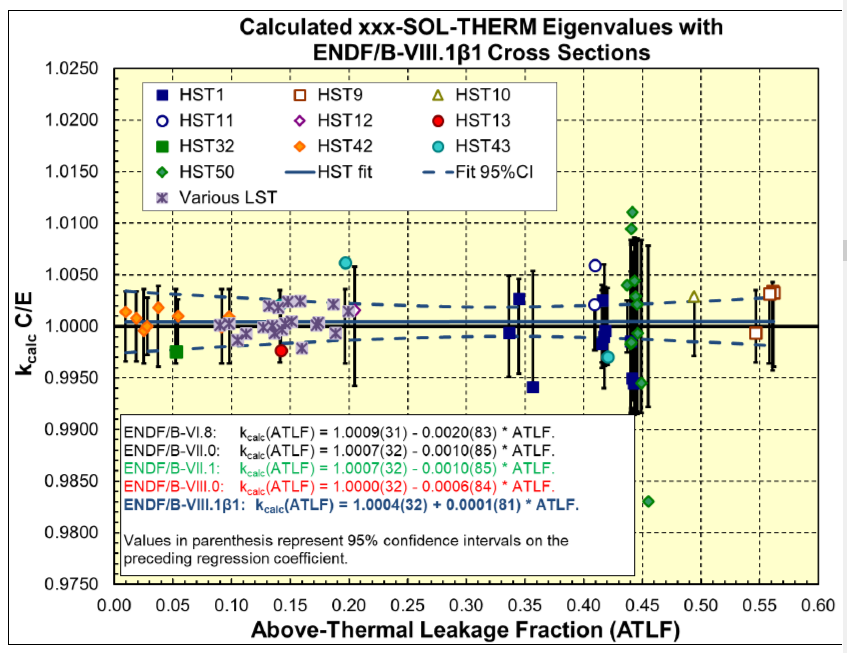 Calculated xxx-SOL-THERM Eigenvalues with
ENDF/B-VIII.1β1 Cross Sections
1.0250
1.0200
1.0150
1.0100
1.0050
1.0000
0.9950
0.9900
0.9850
0.9800
0.9750
kcalc C/E
HST1 HST9 HST10
HST11 HST12 HST13
HST32 HST42 HST43
HST50 HST fit Fit 95%CI
Various LST
ENDF/B-VI.8: kcalc(ATLF) = 1.0009(31) - 0.0020(83) * ATLF.
ENDF/B-VII.0: kcalc(ATLF) = 1.0007(32) - 0.0010(85) * ATLF.
ENDF/B-VII.1: kcalc(ATLF) = 1.0007(32) - 0.0010(85) * ATLF.
ENDF/B-VIII.0: kcalc(ATLF) = 1.0000(32) - 0.0006(84) * ATLF.
ENDF/B-VIII.1β1: kcalc(ATLF) = 1.0004(32) + 0.0001(81) * ATLF.
Values in parenthesis represent 95% confidence intervals on the
preceding regression coefficient.
0.00 0.05 0.10 0.15 0.20 0.25 0.30 0.35 0.40 0.45 0.50 0.55 0.60
Above-Thermal Leakage Fraction (ATLF)